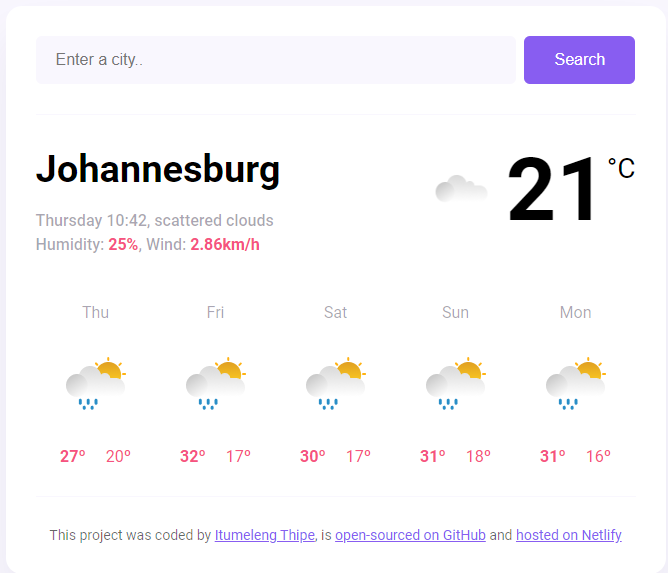 Enter a city..
Search
Johannesburg
21 °C
Thursday 10:42, scattered clouds
Humidity: 25%, Wind: 2.86km/h
Thu Fri Sat Sun Mon
27° 20° 32° 17° 30° 17° 31° 18° 31° 16°
This project was coded by Itumeleng Thipe, is open-sourced on GitHub and hosted on Netlify